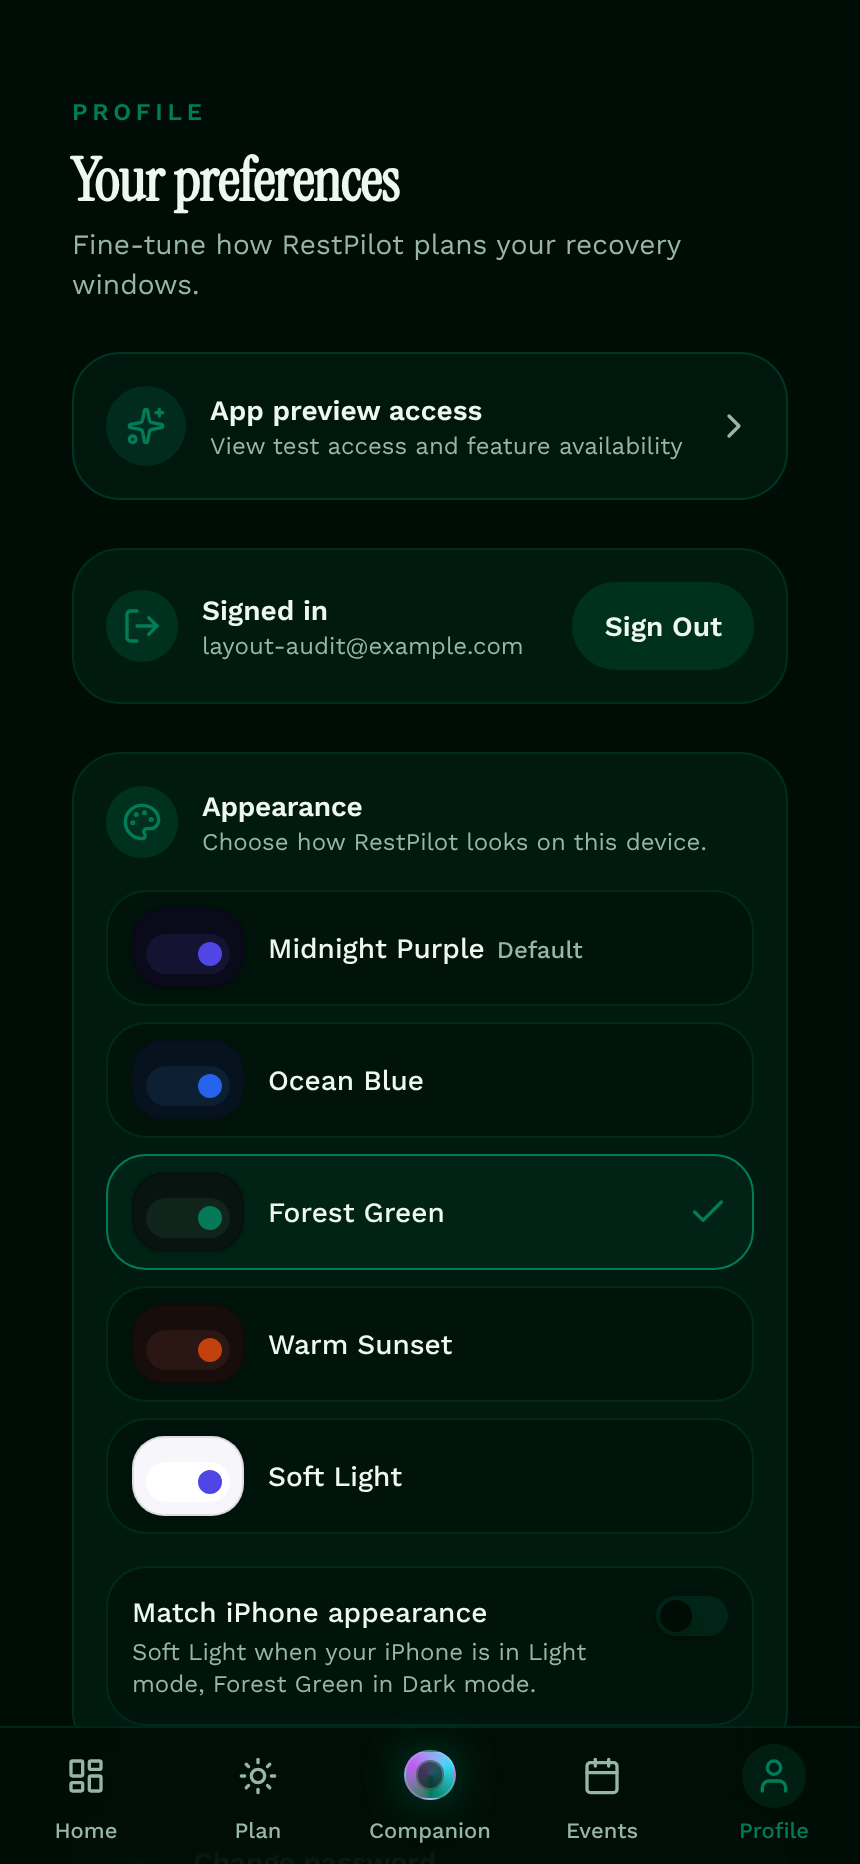 PROFILE
Your preferences
Fine-tune how RestPilot plans your recovery
windows.
App preview access
View test access and feature availability
Signed in
layout-audit@example.com
Sign Out
Appearance
Choose how RestPilot looks on this device.
Midnight Purple Default
Ocean Blue
Forest Green
Warm Sunset
Soft Light
Match iPhone appearance
Soft Light when your iPhone is in Light
mode, Forest Green in Dark mode.
Home
Plan
Companion
Events
Profile
Change password